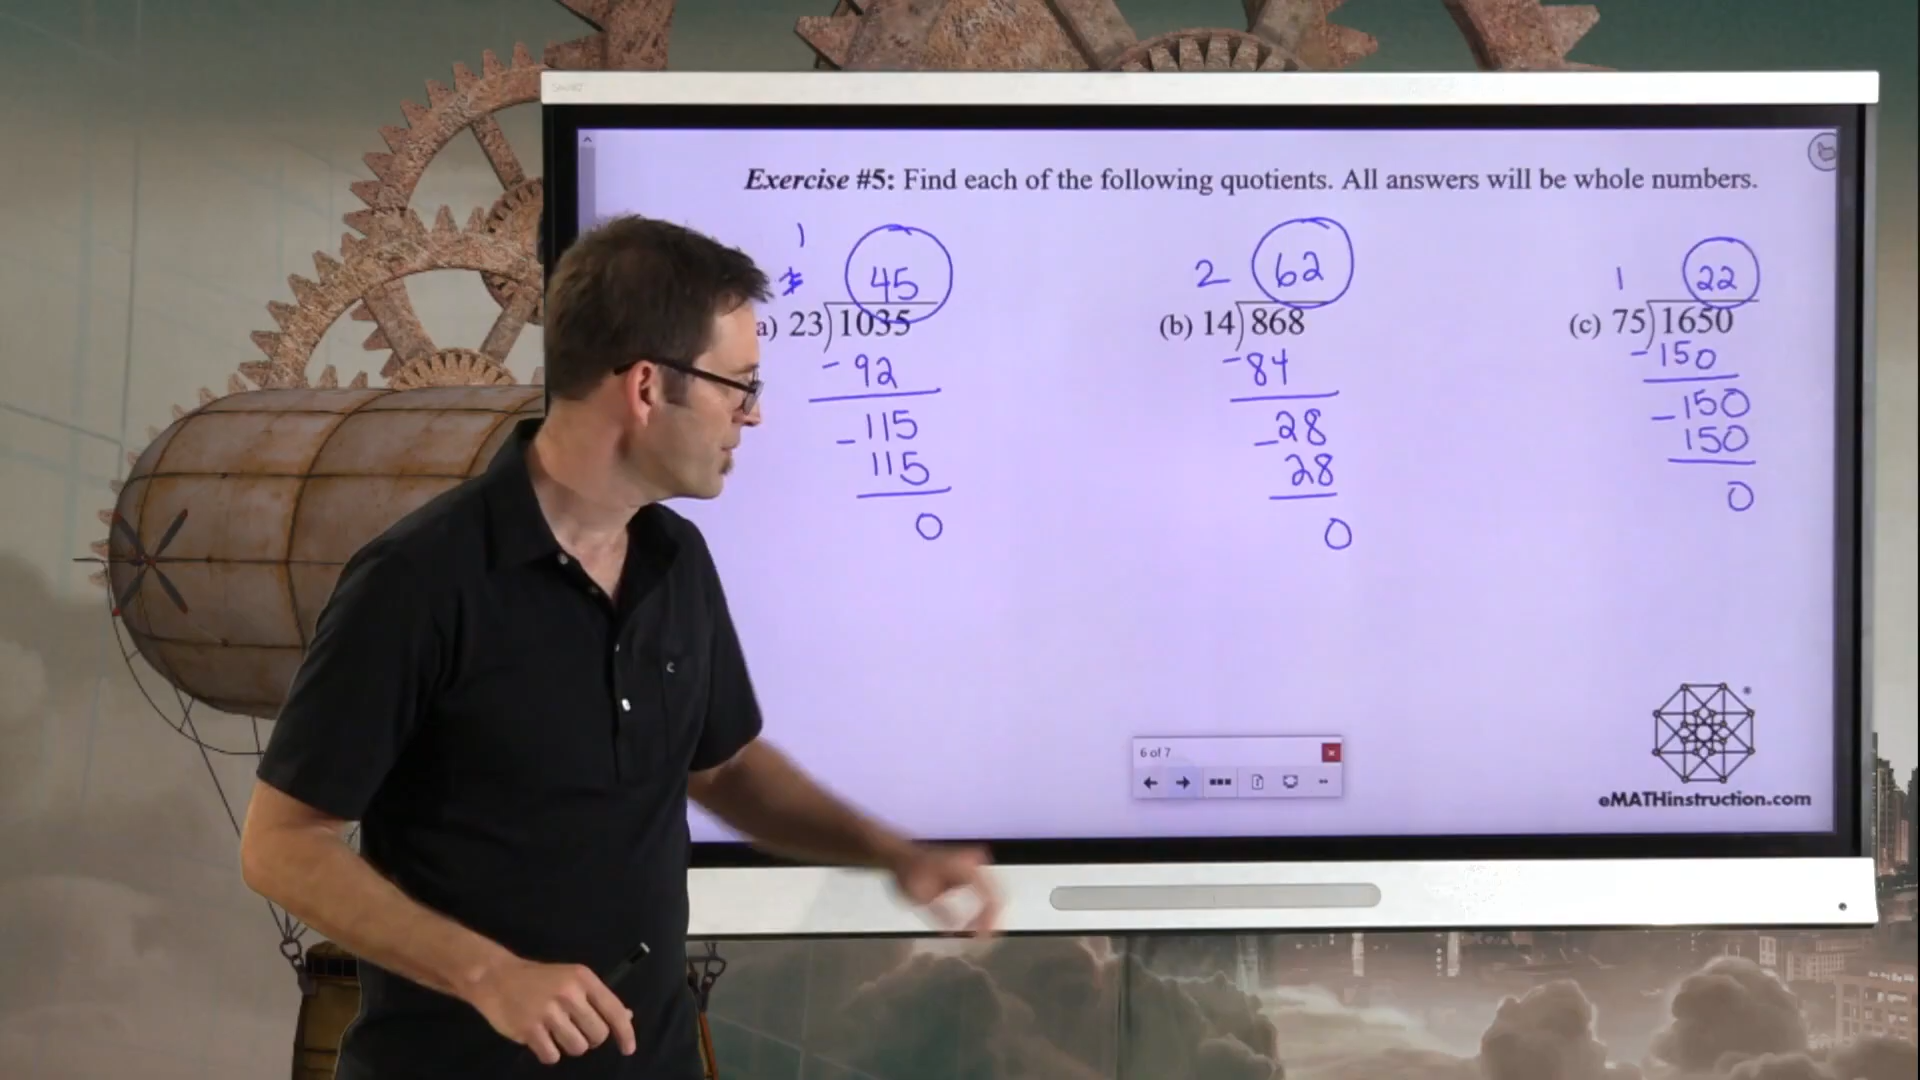 SMART
Exercise #5: Find each of the following quotients. All answers will be whole numbers.
1
45
a) 23)1035
-92
-115
115
0
2 62
(b) 14)868
-84
-28
28
0
1 22
(c) 75)1650
-150
-150
150
0
6 of 7
eMATHinstruction.com